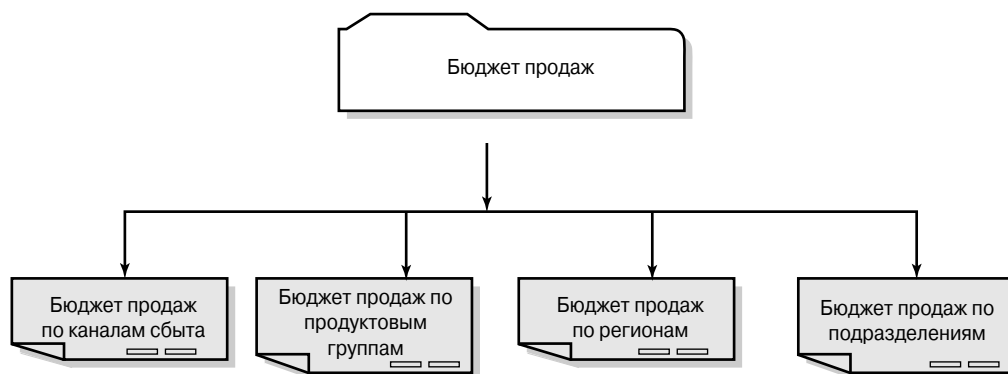 Бюджет продаж
Бюджет продаж
по каналам сбыта
Бюджет продаж по
продуктовым
группам
Бюджет продаж
по регионам
Бюджет продаж по
подразделениям